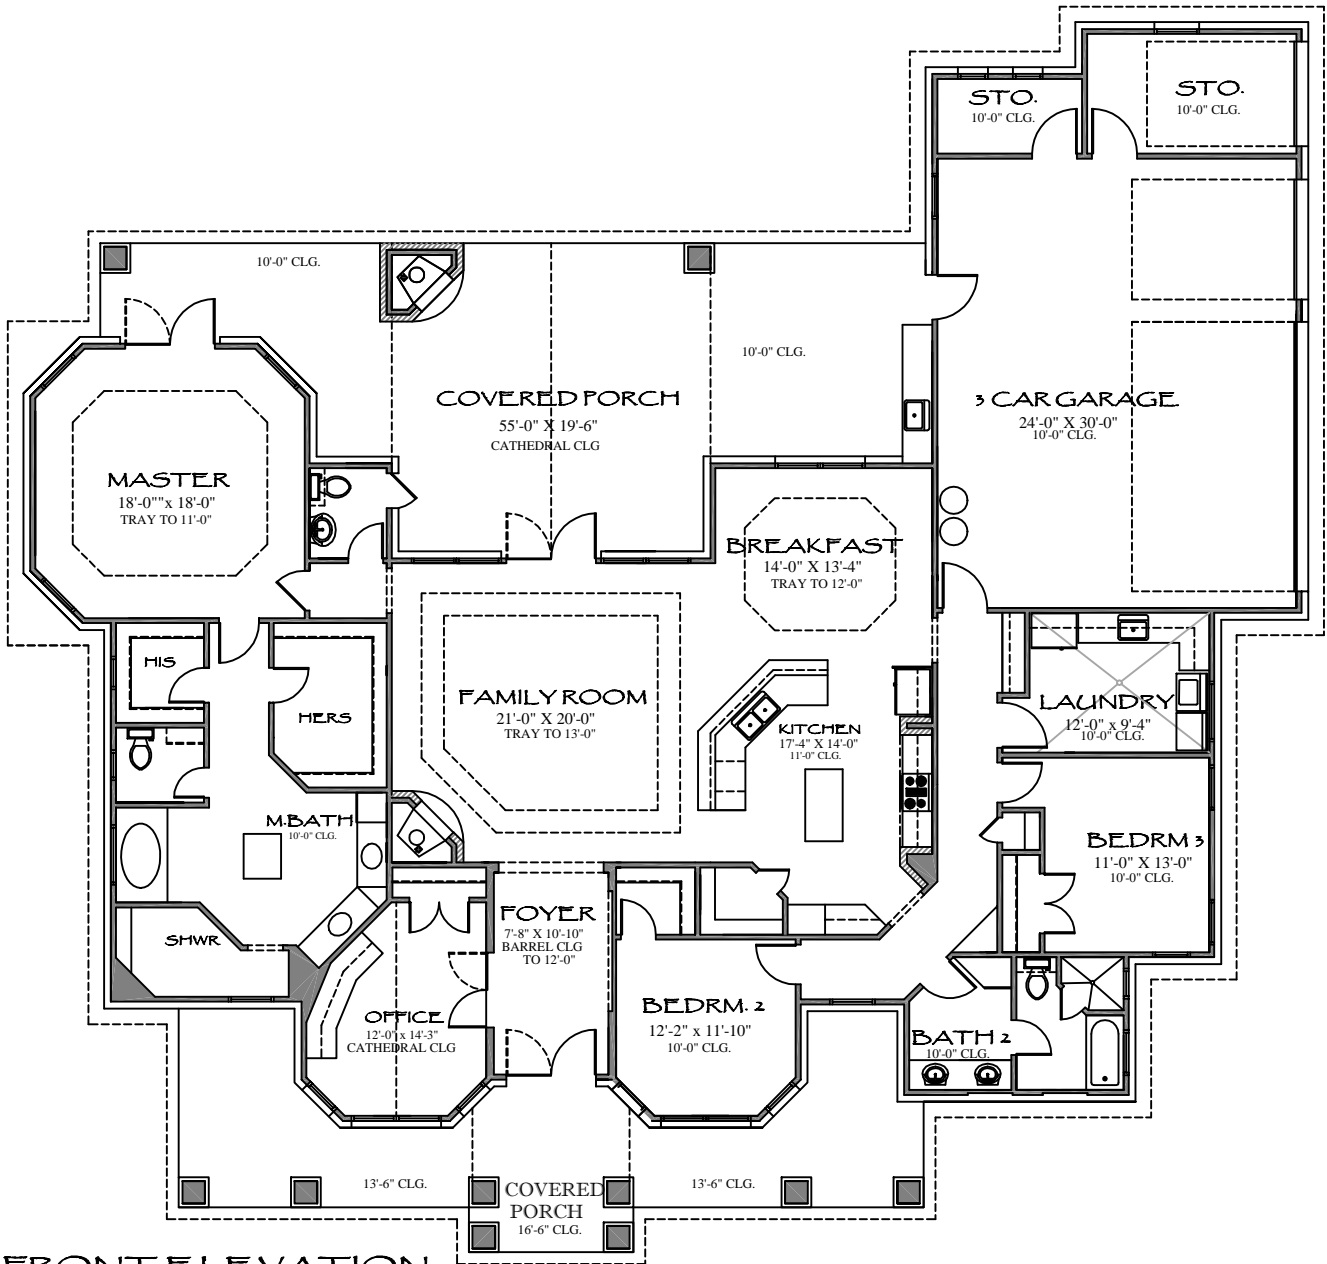 STO.
10'-0" CLG.
STO.
10'-0" CLG.
10'-0" CLG.
10'-0" CLG.
COVERED PORCH
55'-0" X 19'-6"
CATHEDRAL CLG
3 CAR GARAGE
24'-0" X 30'-0"
10'-0" CLG.
MASTER
18'-0""x 18'-0"
TRAY TO 11'-0"
BREAKFAST
14'-0" X 13'-4"
TRAY TO 12'-0"
HIS
HERS
FAMILY ROOM
21'-0" X 20'-0"
TRAY TO 13'-0"
KITCHEN
17'-4" X 14'-0"
11'-0" CLG.
LAUNDRY
12'-0" x 9'-4"
10'-0" CLG.
M.BATH
10'-0" CLG.
BEDRM 3
11'-0" X 13'-0"
10'-0" CLG.
SHWR
FOYER
7'-8" X 10'-10"
BARREL CLG
TO 12'-0"
OFFICE
12'-0" x 14'-3"
CATHEDRAL CLG
BEDRM. 2
12'-2" x 11'-10"
10'-0" CLG.
BATH 2
10'-0" CLG.
13'-6" CLG.
COVERED
PORCH
16'-6" CLG.
13'-6" CLG.
FRONT ELEVATION